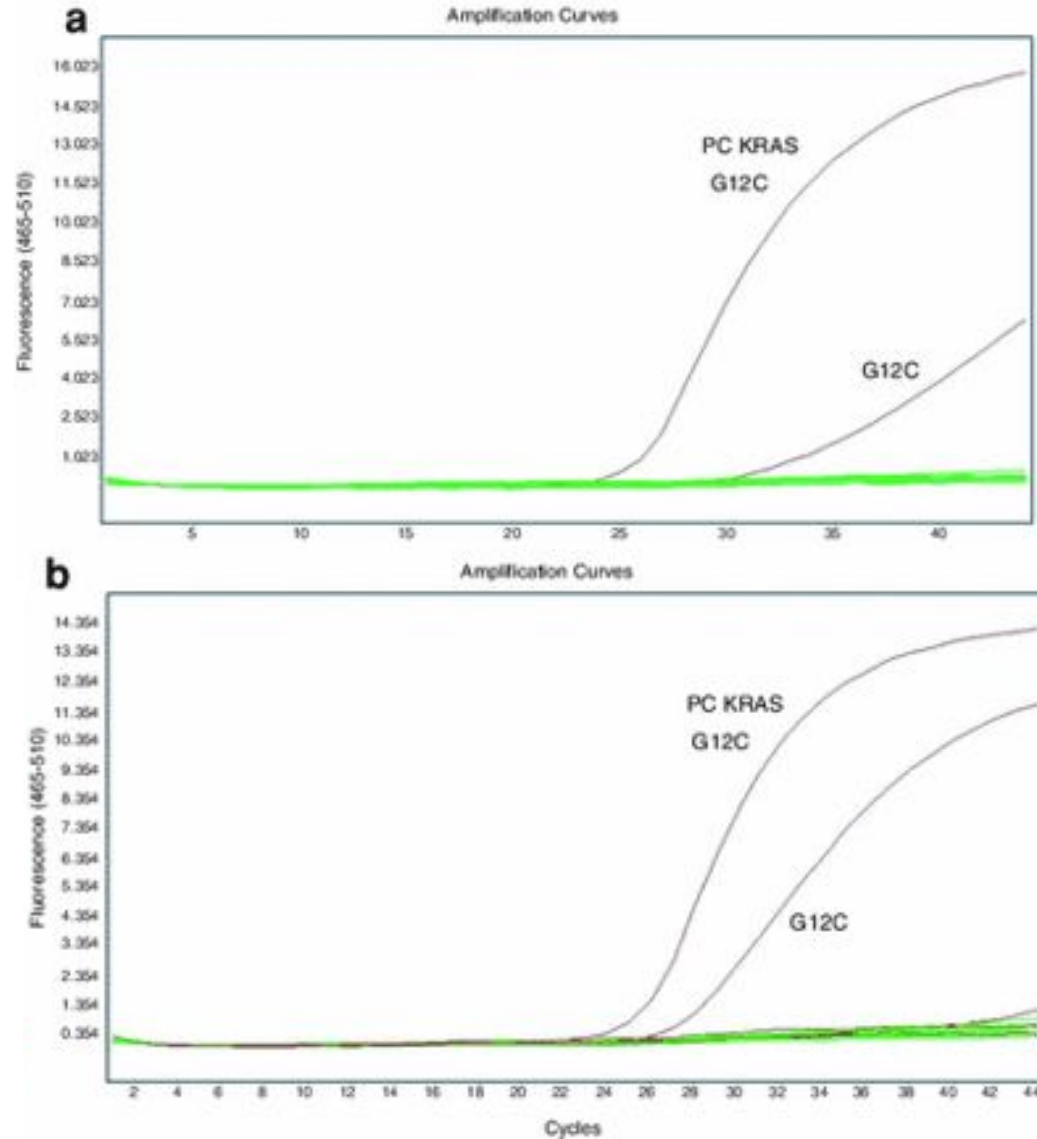 a
Amplification Curves
Fluorescence (465-510)
16.023
14.523
13.023
11.523
10.023
8.523
7.023
5.523
4.023
2.523
1.023
PC KRAS
G12C
G12C
5 10 15 20 25 30 35 40
b
Amplification Curves
Fluorescence (465-510)
14.354
13.354
12.354
11.354
10.354
9.354
8.354
7.354
6.354
5.354
4.354
3.354
2.354
1.354
0.354
PC KRAS
G12C
G12C
2 4 6 8 10 12 14 16 18 20 22 24 26 28 30 32 34 36 38 40 42 44
Cycles